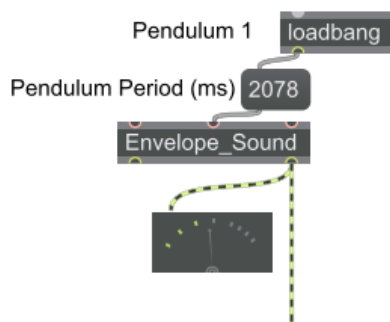 Pendulum 1
loadbang
Pendulum Period (ms)
2078
Envelope_Sound